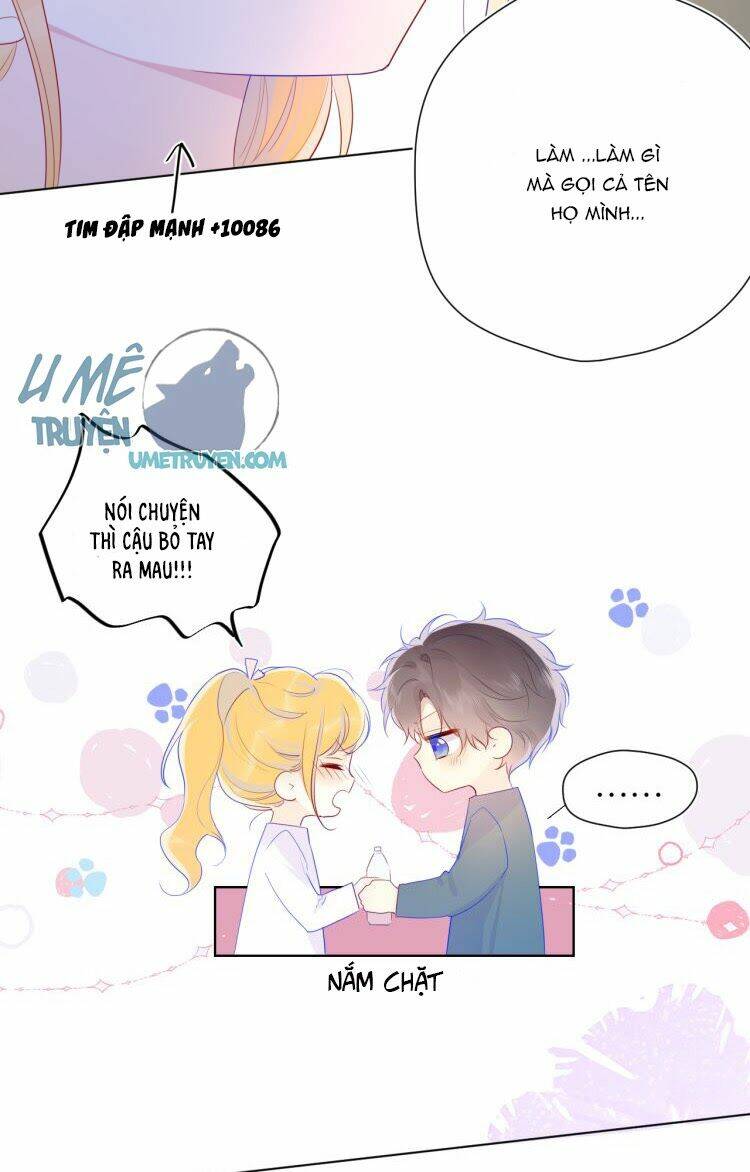 LÀM ...LÀM GÌ
MÀ GỌI CẢ TÊN
HỌ MÌNH...
TIM ĐẬP MẠNH +10086
U MÊ
TRUYỆN
UMETRUYEN.COM
NÓI CHUYỆN
THÌ CẬU BỎ TAY
RA MAU!!!
......
NẮM CHẶT